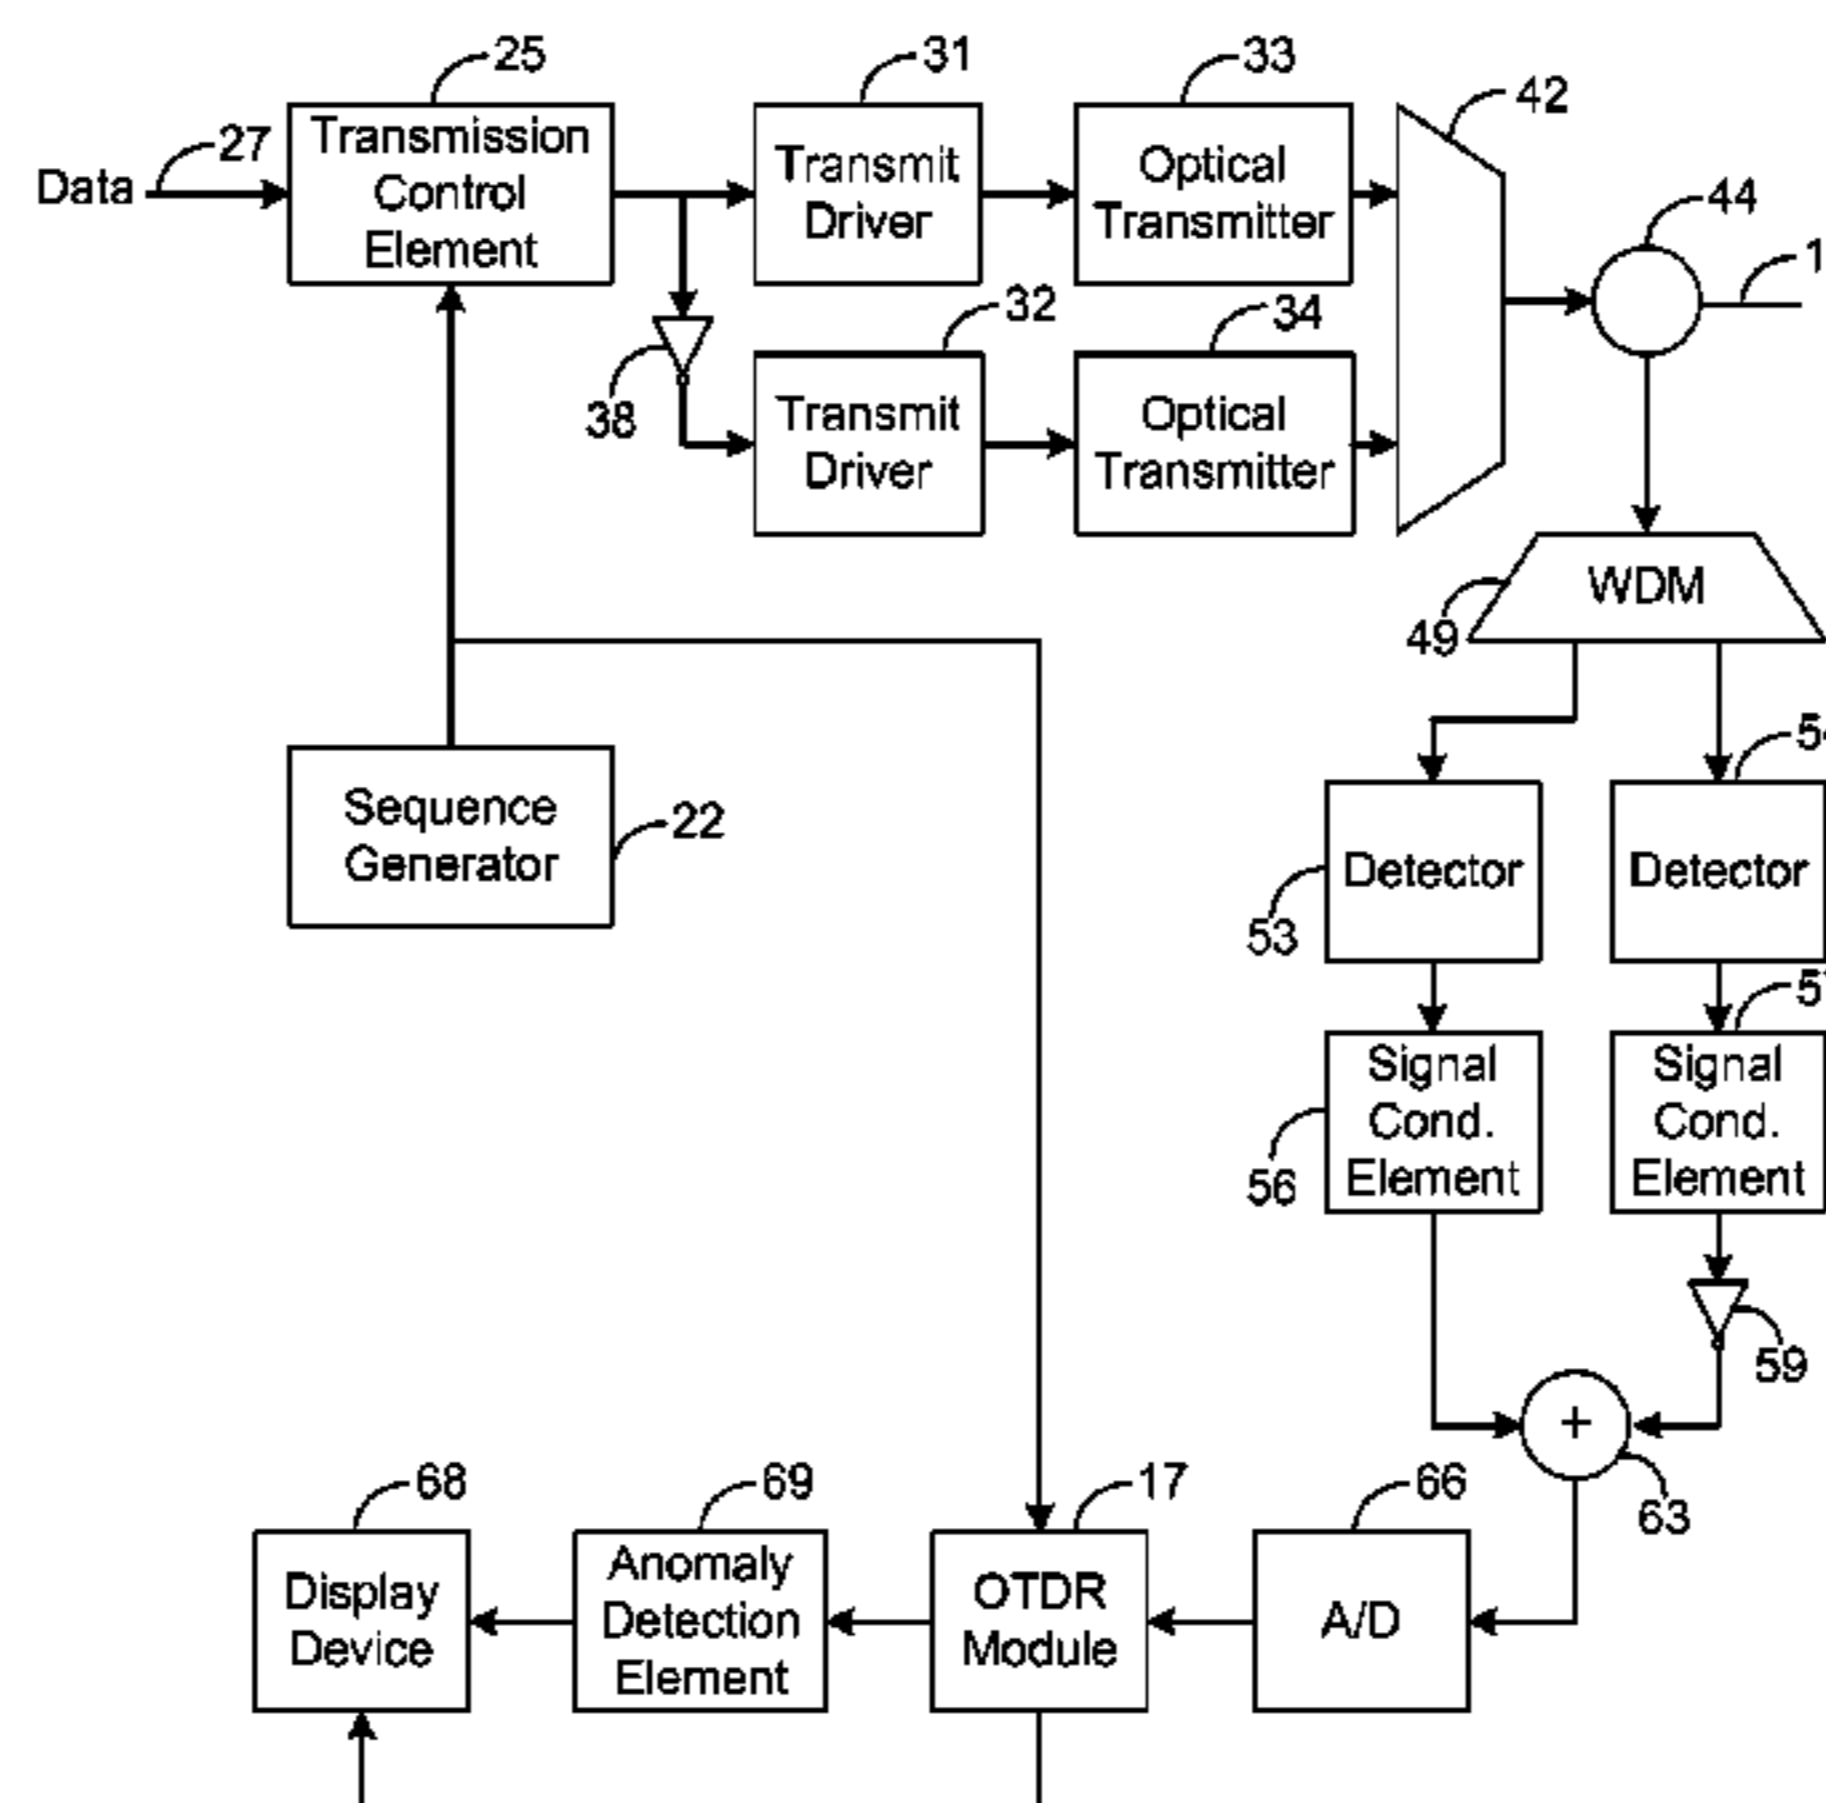 25
31
33
42
27
Data
Transmission
Control
Element
Transmit
Driver
Optical
Transmitter
44
1
32
34
38
Transmit
Driver
Optical
Transmitter
WDM
49
Sequence
Generator
22
Detector
53
Detector
Signal
Cond.
Element
56
Signal
Cond.
Element
59
+
63
68
69
17
66
Display
Device
Anomaly
Detection
Element
OTDR
Module
A/D